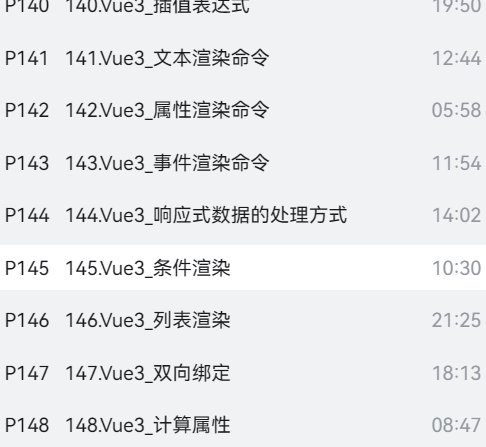 P140 140.Vue3_插值表达式 19:50
P141 141.Vue3_文本渲染命令 12:44
P142 142.Vue3_属性渲染命令 05:58
P143 143.Vue3_事件渲染命令 11:54
P144 144.Vue3_响应式数据的处理方式 14:02
P145 145.Vue3_条件渲染 10:30
P146 146.Vue3_列表渲染 21:25
P147 147.Vue3_双向绑定 18:13
P148 148.Vue3_计算属性 08:47